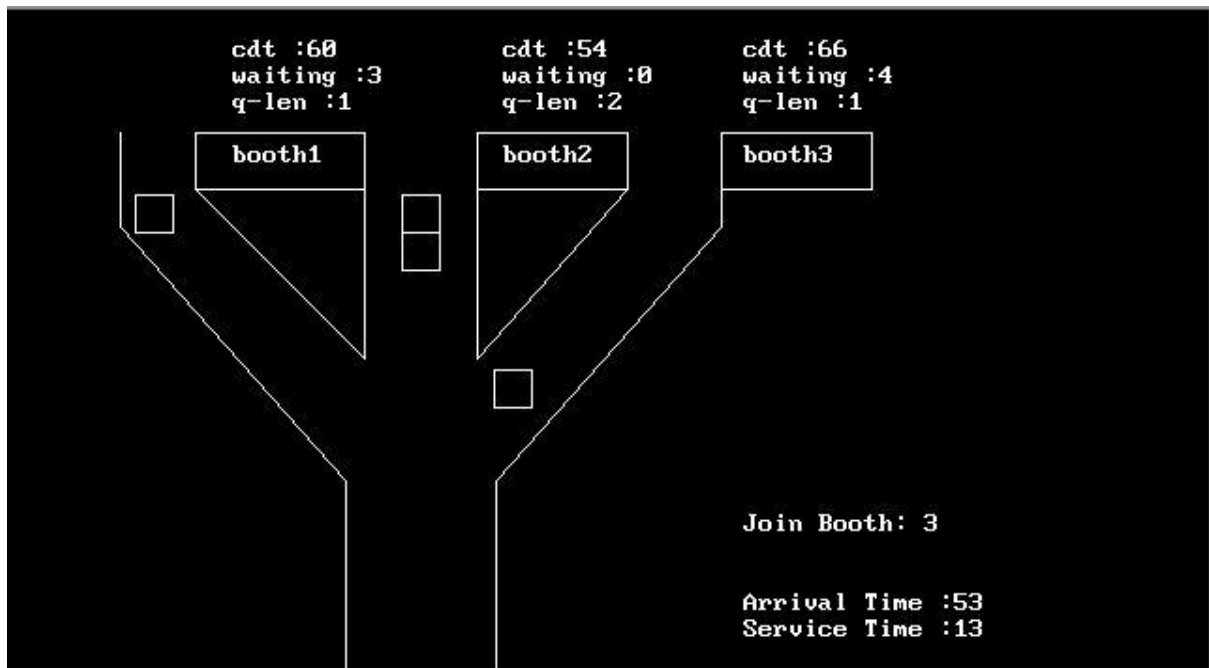 cdt :60
waiting :3
q-len :1
cdt :54
waiting :0
q-len :2
cdt :66
waiting :4
q-len :1
booth1
booth2
booth3
Join Booth: 3
Arrival Time :53
Service Time :13